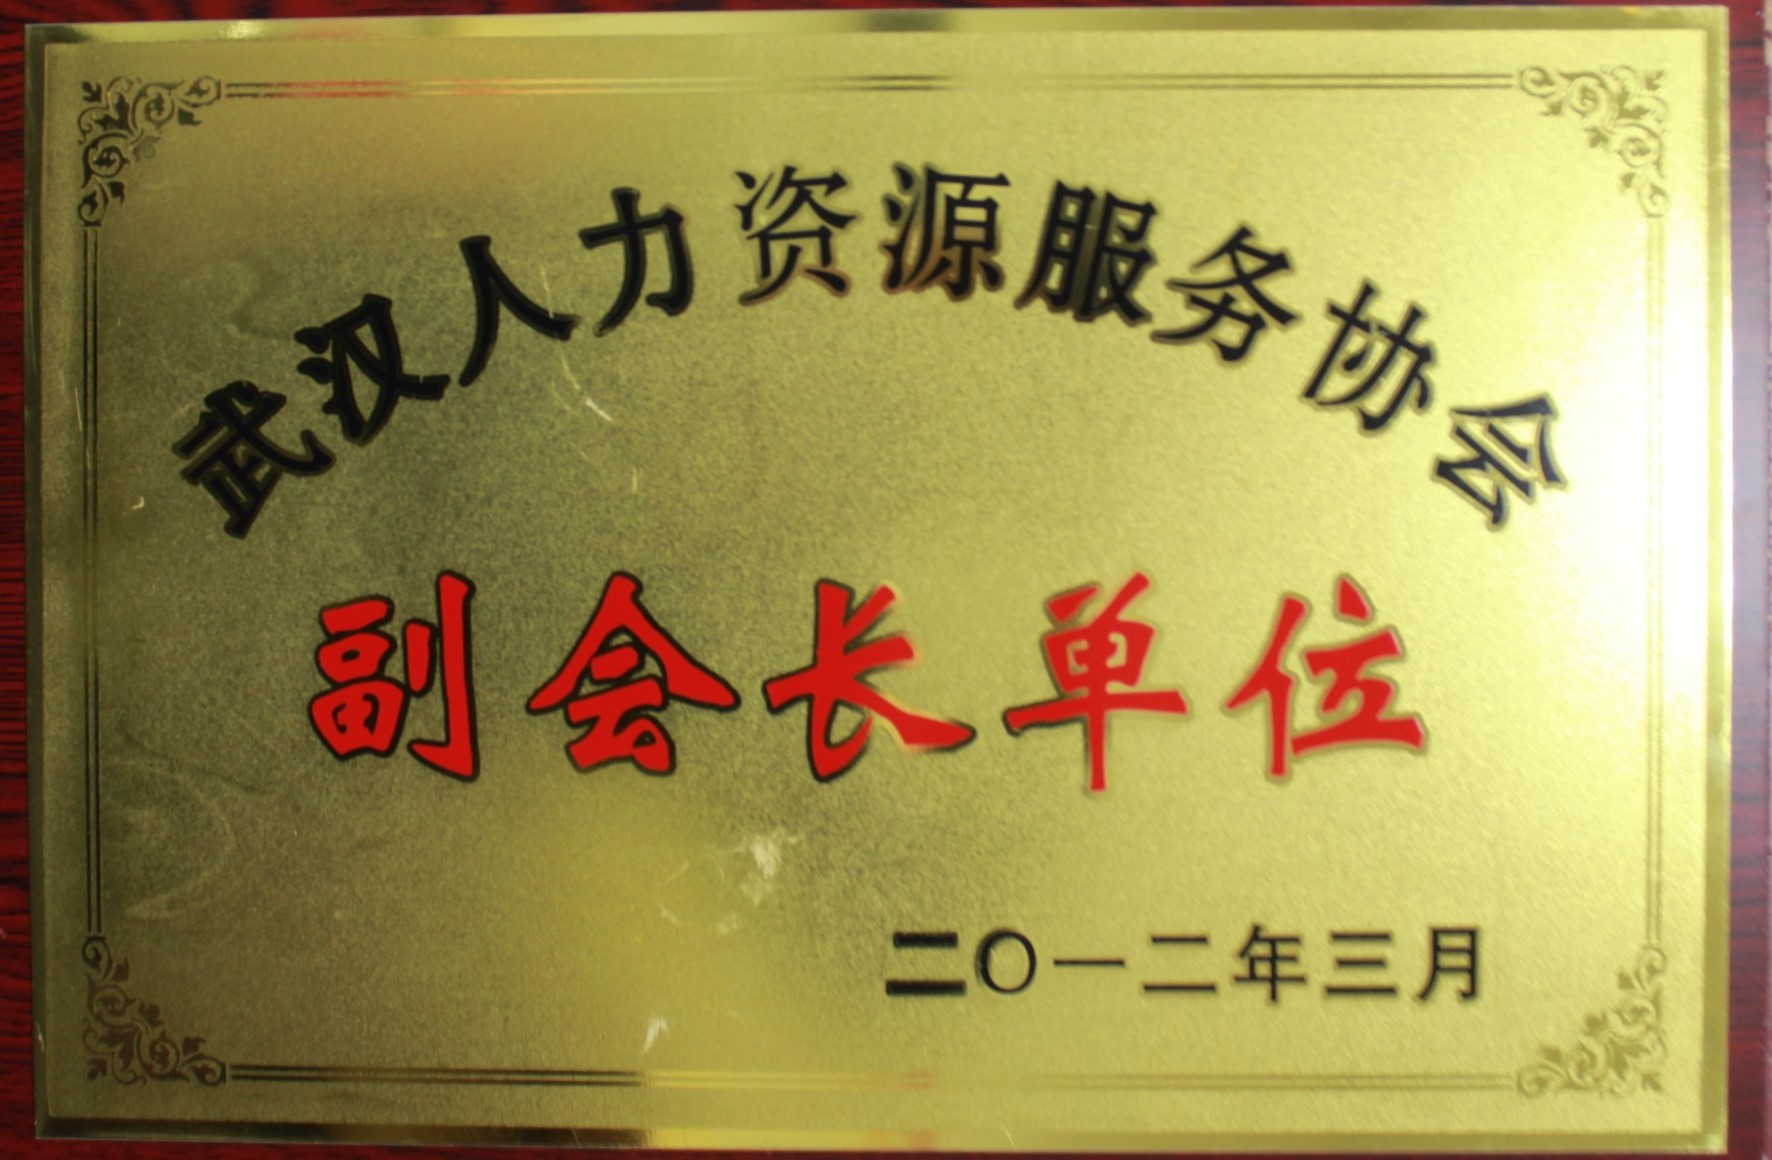 武汉人力资源服务协会
副会长单位
二〇一二年三月